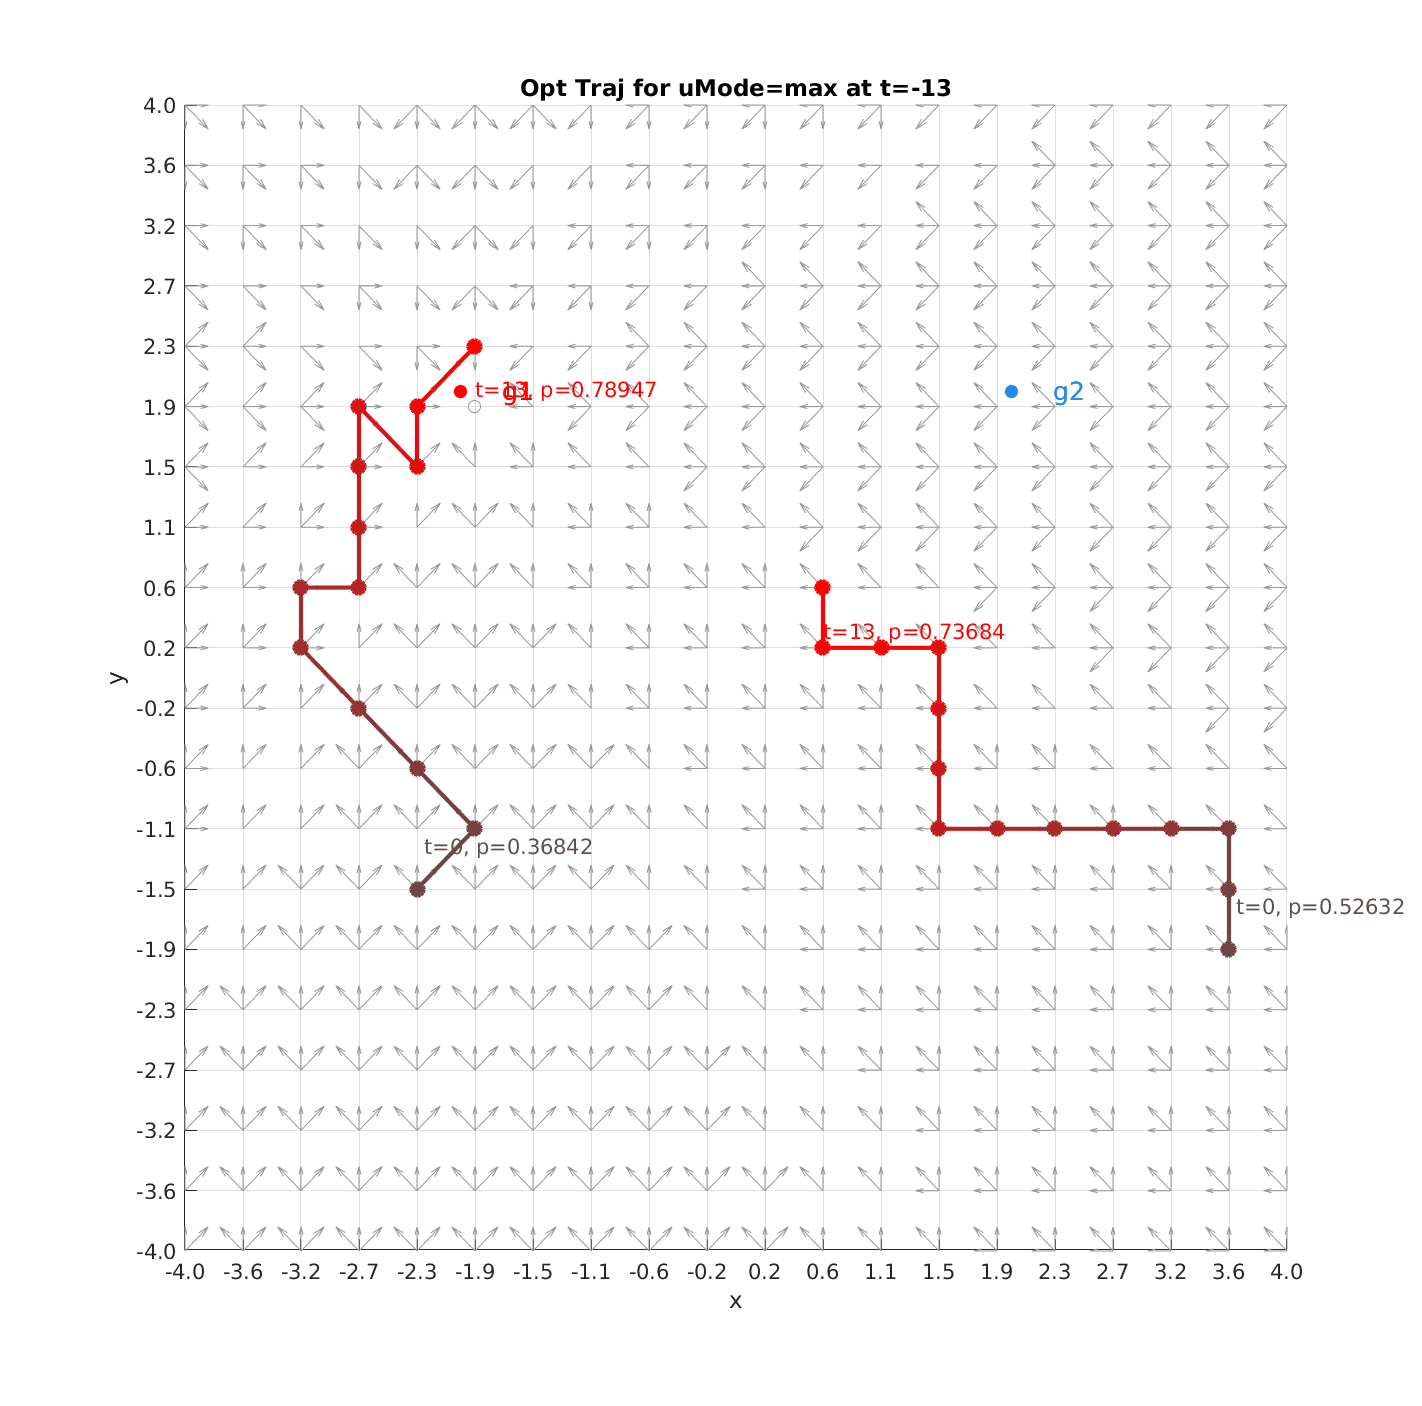 Opt Traj for uMode=max at t=-13
4.0
3.6
3.2
2.7
2.3
1.9
1.5
1.1
0.6
0.2
-0.2
-0.6
-1.1
-1.5
-1.9
-2.3
-2.7
-3.2
-3.6
-4.0
y
t=13, p=0.78947
g1
g2
t=13, p=0.73684
t=0, p=0.36842
t=0, p=0.52632
-4.0 -3.6 -3.2 -2.7 -2.3 -1.9 -1.5 -1.1 -0.6 -0.2 0.2 0.6 1.1 1.5 1.9 2.3 2.7 3.2 3.6 4.0
x